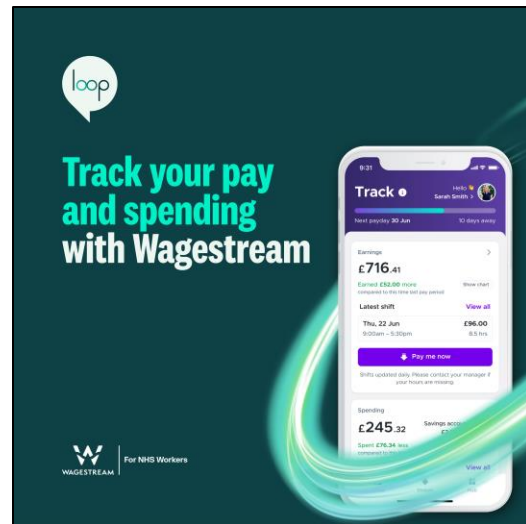 loop
Track your pay
and spending
with Wagestream
9:31
Track
Hello
Sarah Smith >
Next payday 30 Jun
10 days away
Earnings
£716.41
Earned £52.00 more
Show chart
compared to this time last pay period
Latest shift
View all
Thu, 22 Jun
£96.00
9:00am – 5:30pm
8.5 hrs
Pay me now
Shifts updated daily. Please contact your manager if
your hours are missing.
Spending
£245.32
Savings
Spent £76.34 less
compared to
View all
WAGESTREAM
For NHS Workers